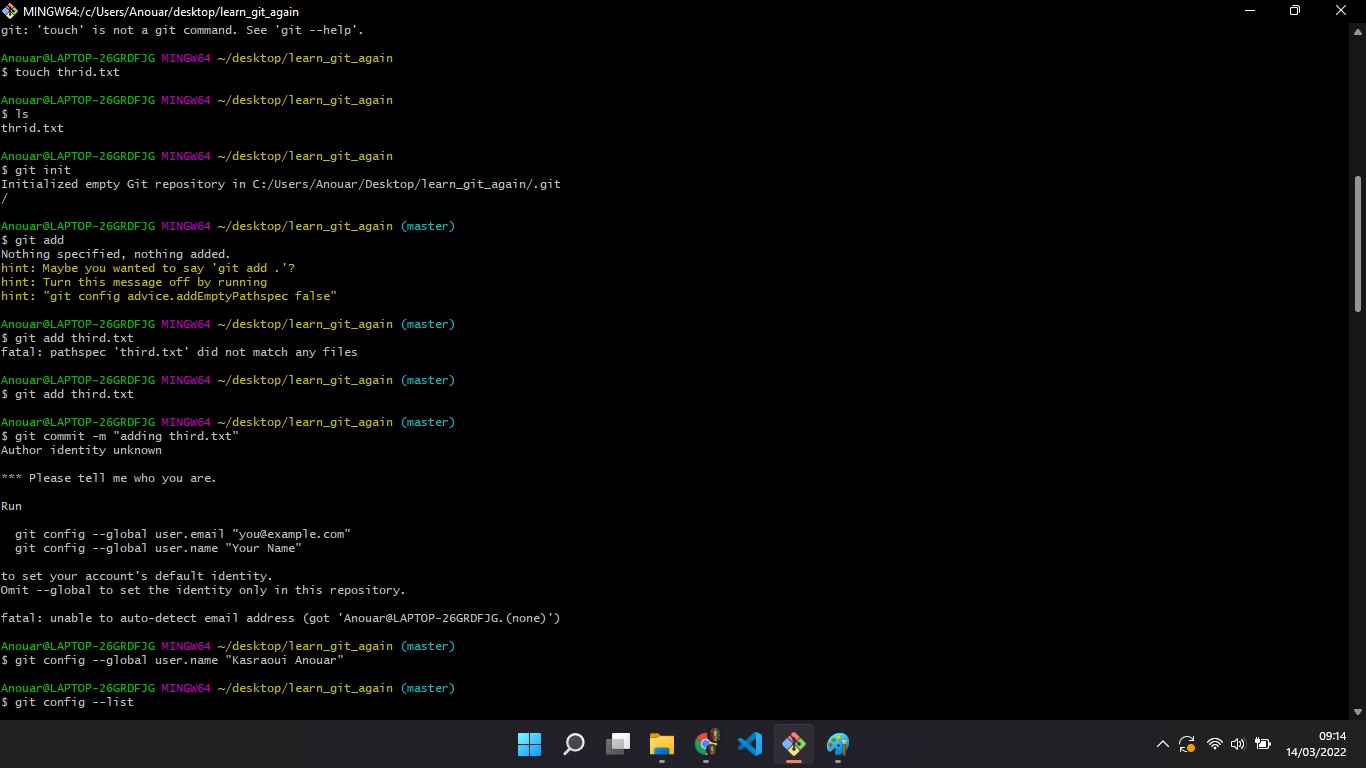 MINGW64:/c/Users/Anouar/desktop/learn_git_again
git: 'touch' is not a git command. See 'git --help'.
Anouar@LAPTOP-26GRDFJG MINGW64 ~/desktop/learn_git_again
$ touch thrid.txt
Anouar@LAPTOP-26GRDFJG MINGW64 ~/desktop/learn_git_again
$ ls
thrid.txt
Anouar@LAPTOP-26GRDFJG MINGW64 ~/desktop/learn_git_again
$ git init
Initialized empty Git repository in C:/Users/Anouar/Desktop/learn_git_again/.git
/
Anouar@LAPTOP-26GRDFJG MINGW64 ~/desktop/learn_git_again (master)
$ git add
Nothing specified, nothing added.
hint: Maybe you wanted to say 'git add .'?
hint: Turn this message off by running
hint: "git config advice.addEmptyPathspec false"
Anouar@LAPTOP-26GRDFJG MINGW64 ~/desktop/learn_git_again (master)
$ git add third.txt
fatal: pathspec 'third.txt' did not match any files
Anouar@LAPTOP-26GRDFJG MINGW64 ~/desktop/learn_git_again (master)
$ git add third.txt
Anouar@LAPTOP-26GRDFJG MINGW64 ~/desktop/learn_git_again (master)
$ git commit -m "adding third.txt"
Author identity unknown
*** Please tell me who you are.
Run
git config --global user.email "you@example.com"
git config --global user.name "Your Name"
to set your account's default identity.
Omit --global to set the identity only in this repository.
fatal: unable to auto-detect email address (got 'Anouar@LAPTOP-26GRDFJG.(none)')
Anouar@LAPTOP-26GRDFJG MINGW64 ~/desktop/learn_git_again (master)
$ git config --global user.name "Kasraoui Anouar"
Anouar@LAPTOP-26GRDFJG MINGW64 ~/desktop/learn_git_again (master)
$ git config --list
09:14
14/03/2022